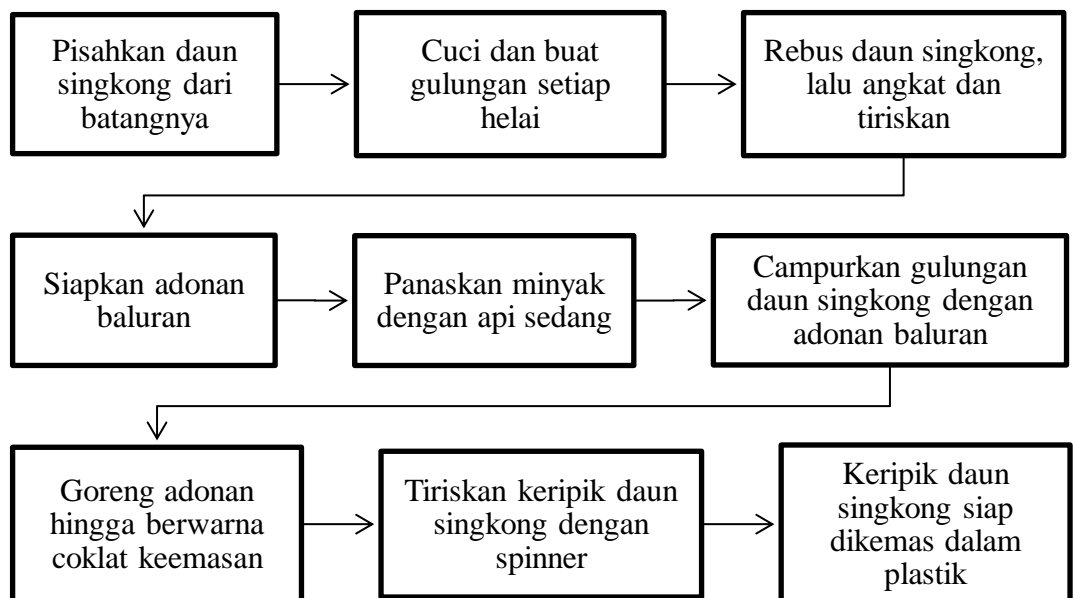 Pisahkan daun
singkong dari
batangnya
Cuci dan buat
gulungan setiap
helai
Rebus daun singkong,
lalu angkat dan
tiriskan
Siapkan adonan
baluran
Panaskan minyak
dengan api sedang
Campurkan gulungan
daun singkong dengan
adonan baluran
Goreng adonan
hingga berwarna
coklat keemasan
Tiriskan keripik daun
singkong dengan
spinner
Keripik daun
singkong siap
dikemas dalam
plastik